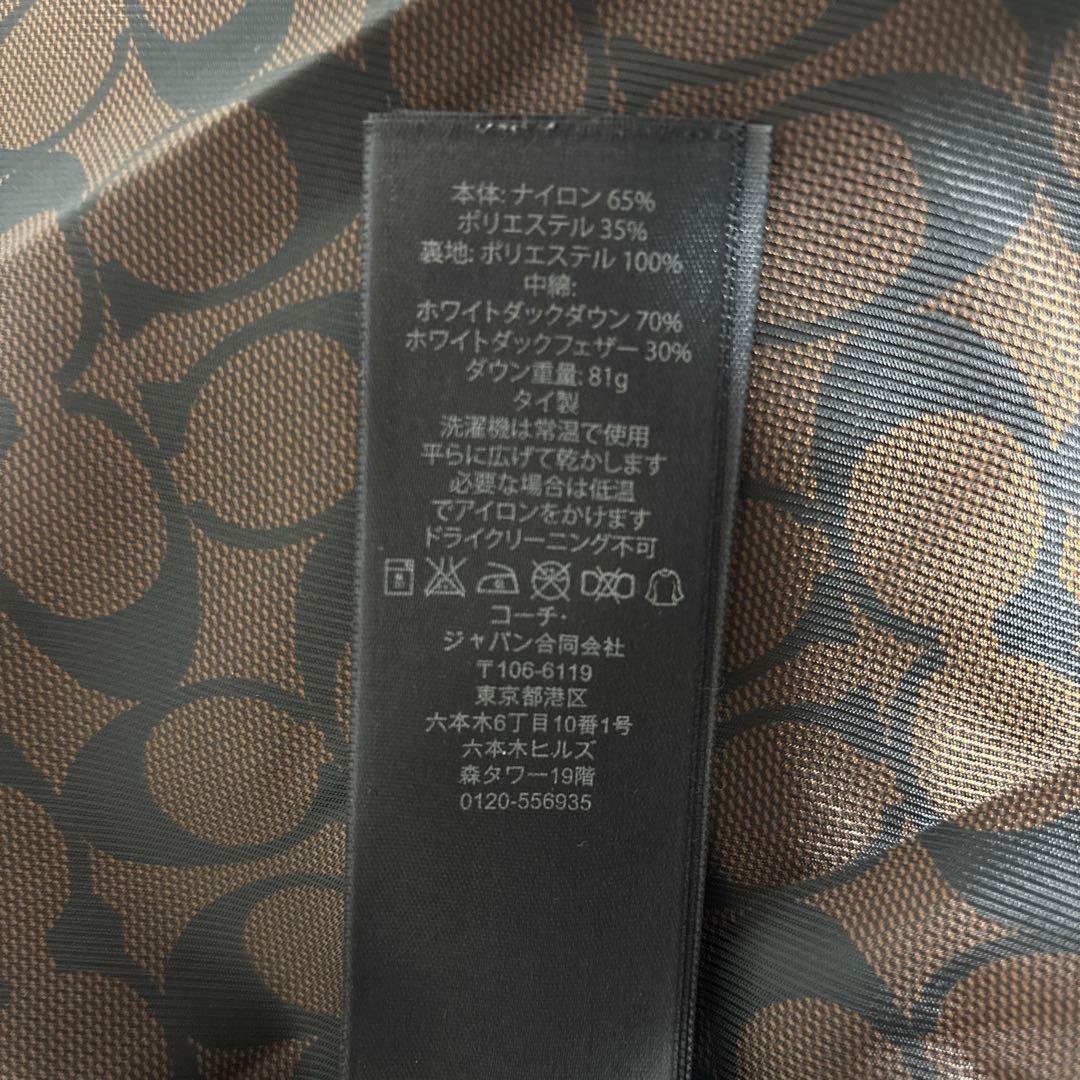 本体: ナイロン 65%
ポリエステル 35%
裏地: ポリエステル 100%
中綿:
ホワイトダックダウン 70%
ホワイトダックフェザー 30%
ダウン重量: 81g
タイ製
洗濯機は常温で使用
平らに広げて乾かします
必要な場合は低温
でアイロンをかけます
ドライクリーニング不可
コーチ・
ジャパン合同会社
〒106-6119
東京都港区
六本木6丁目10番1号
六本木ヒルズ
森タワー19階
0120-556935